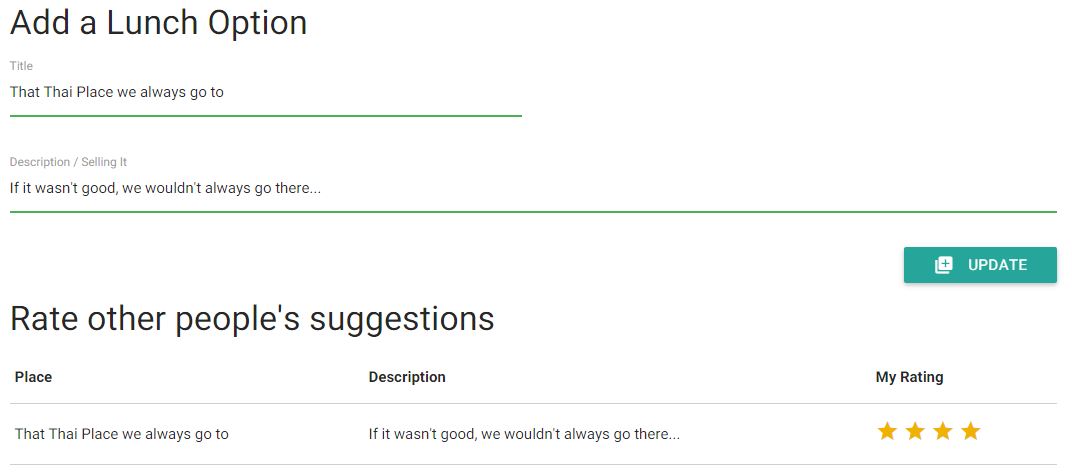 Add a Lunch Option
Title
That Thai Place we always go to
Description / Selling It
If it wasn't good, we wouldn't always go there...
UPDATE
Rate other people's suggestions
Place Description My Rating
That Thai Place we always go to If it wasn't good, we wouldn't always go there...